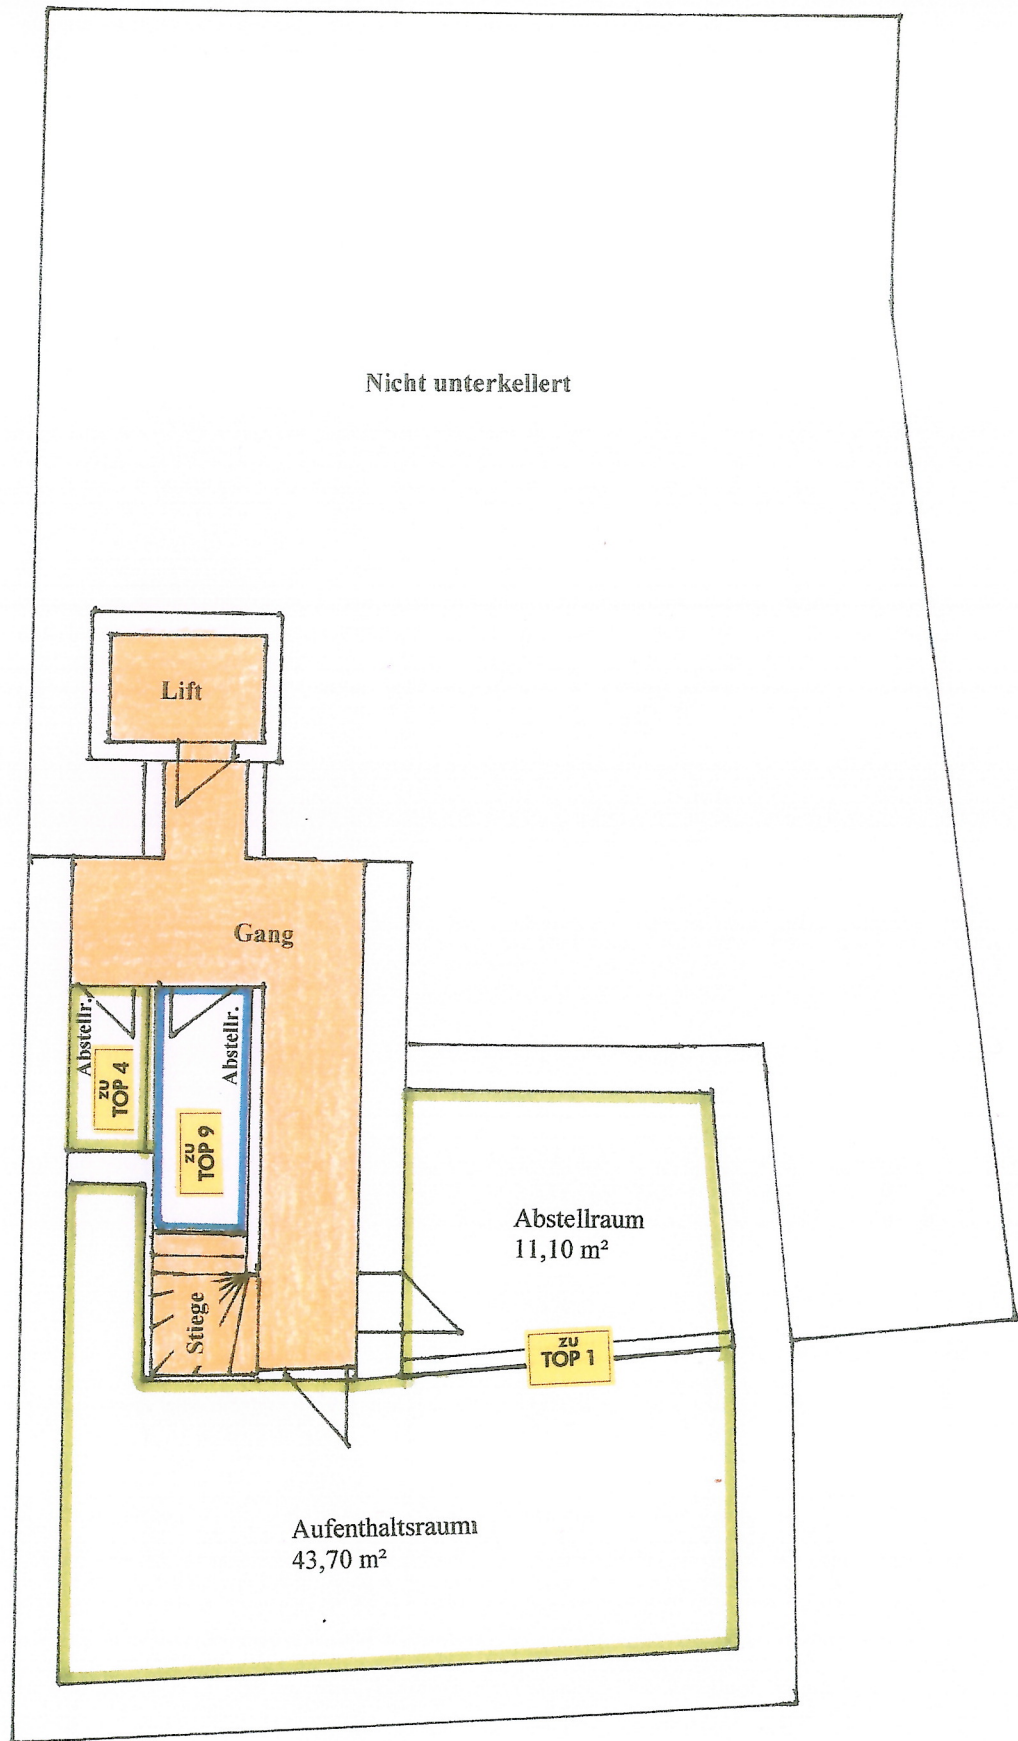 Nicht unterkellert
Lift
Gang
Abstellr.
zu
TOP 4
Abstellr.
zu
TOP 9
Abstellraum
11,10 m²
Stiege
zu
TOP 1
Aufenthaltsraum
43,70 m²